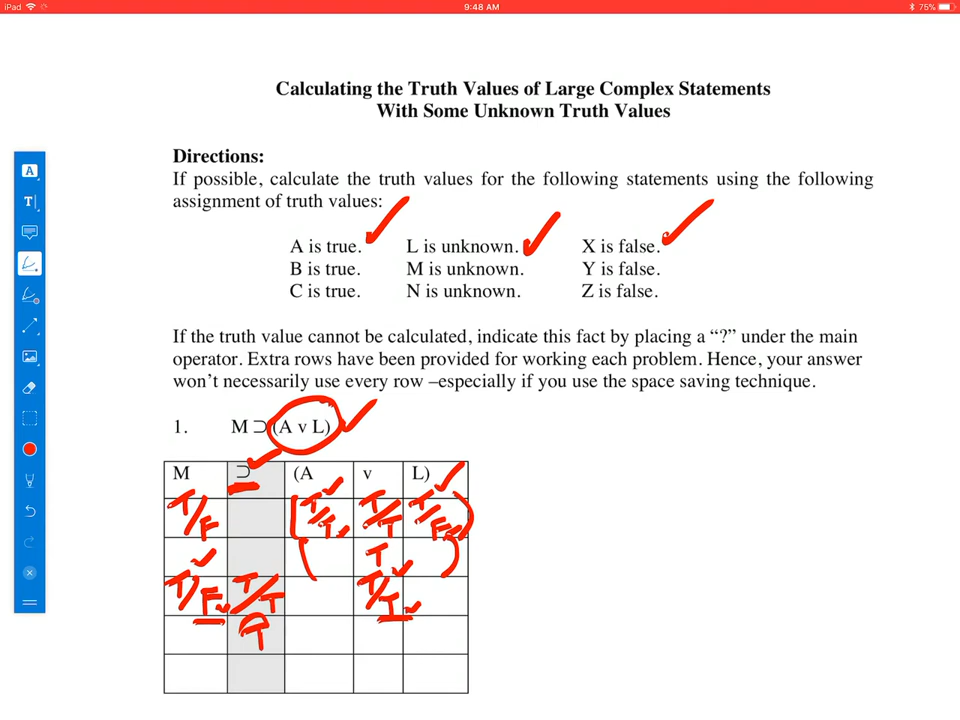 iPad 9:48 AM 75%
Calculating the Truth Values of Large Complex Statements
With Some Unknown Truth Values
Directions:
If possible, calculate the truth values for the following statements using the following
assignment of truth values:
A is true. L is unknown. X is false.
B is true. M is unknown. Y is false.
C is true. N is unknown. Z is false.
If the truth value cannot be calculated, indicate this fact by placing a “?” under the main
operator. Extra rows have been provided for working each problem. Hence, your answer
won’t necessarily use every row –especially if you use the space saving technique.
1. M ⊃ (A v L)
M ⊃ (A v L)
T/F (T/T T/T T/F)
( T )
T/F T/T T/T
T
A
T